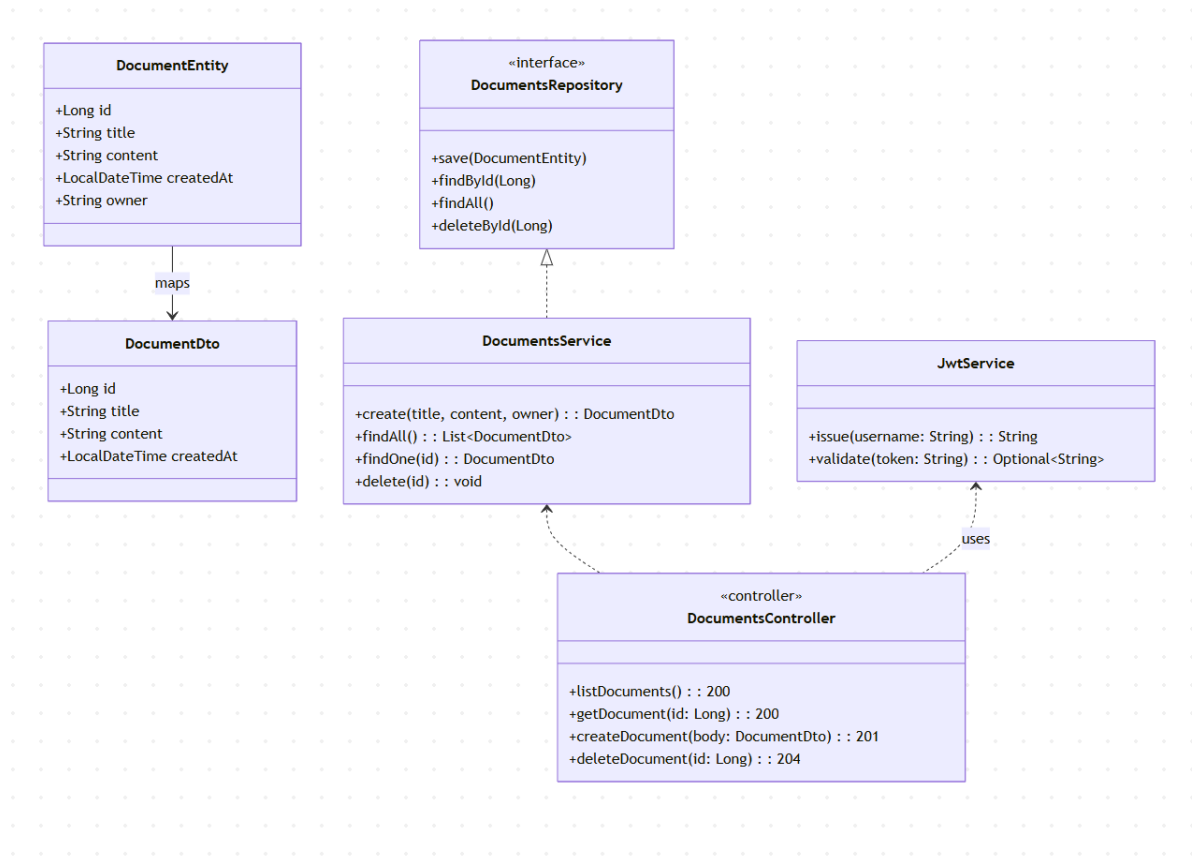 DocumentEntity
+Long id
+String title
+String content
+LocalDateTime createdAt
+String owner
maps
DocumentDto
+Long id
+String title
+String content
+LocalDateTime createdAt
«interface»
DocumentsRepository
+save(DocumentEntity)
+findById(Long)
+findAll()
+deleteById(Long)
DocumentsService
+create(title, content, owner) : : DocumentDto
+findAll() : : List<DocumentDto>
+findOne(id) : : DocumentDto
+delete(id) : : void
JwtService
+issue(username: String) : : String
+validate(token: String) : : Optional<String>
uses
«controller»
DocumentsController
+listDocuments() : : 200
+getDocument(id: Long) : : 200
+createDocument(body: DocumentDto) : : 201
+deleteDocument(id: Long) : : 204